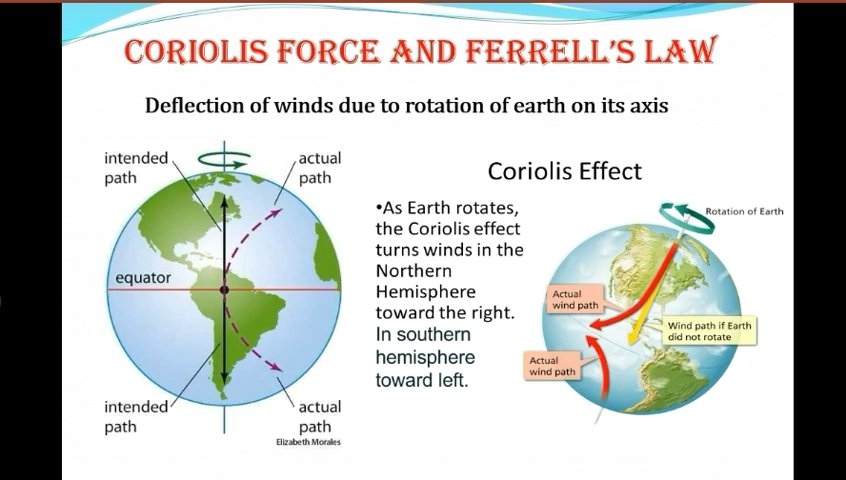 CORIOLIS FORCE AND FERRELL'S LAW
Deflection of winds due to rotation of earth on its axis
intended
path
actual
path
equator
intended
path
actual
path
Elizabeth Morales
Coriolis Effect
•As Earth rotates,
the Coriolis effect
turns winds in the
Northern
Hemisphere
toward the right.
In southern
hemisphere
toward left.
Rotation of Earth
Actual
wind path
Wind path if Earth
did not rotate
Actual
wind path